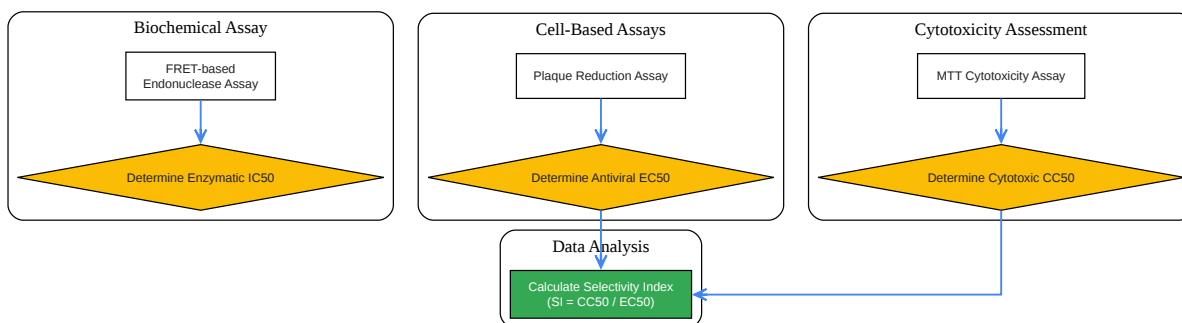 Biochemical Assay
FRET-based
Endonuclease Assay
Determine Enzymatic IC50
Cell-Based Assays
Plaque Reduction Assay
Determine Antiviral EC50
Cytotoxicity Assessment
MTT Cytotoxicity Assay
Determine Cytotoxic CC50
Data Analysis
Calculate Selectivity Index
(SI = CC50 / EC50)